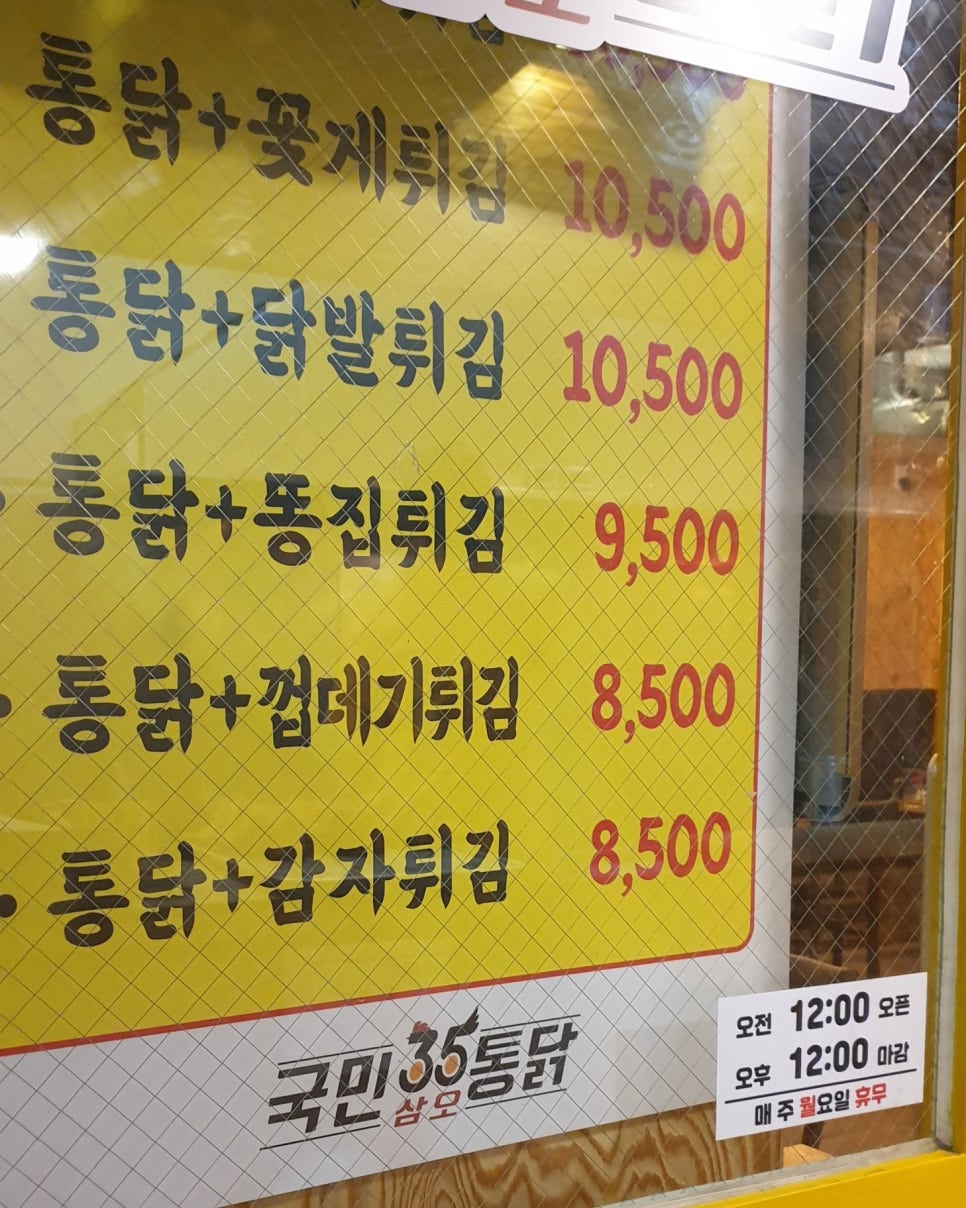 통닭+꽃게튀김 10,500
통닭+닭발튀김 10,500
통닭+똥집튀김 9,500
통닭+껍데기튀김 8,500
통닭+감자튀김 8,500
국민 35 통닭
삼오
오전 12:00 오픈
오후 12:00 마감
매주 월요일 휴무